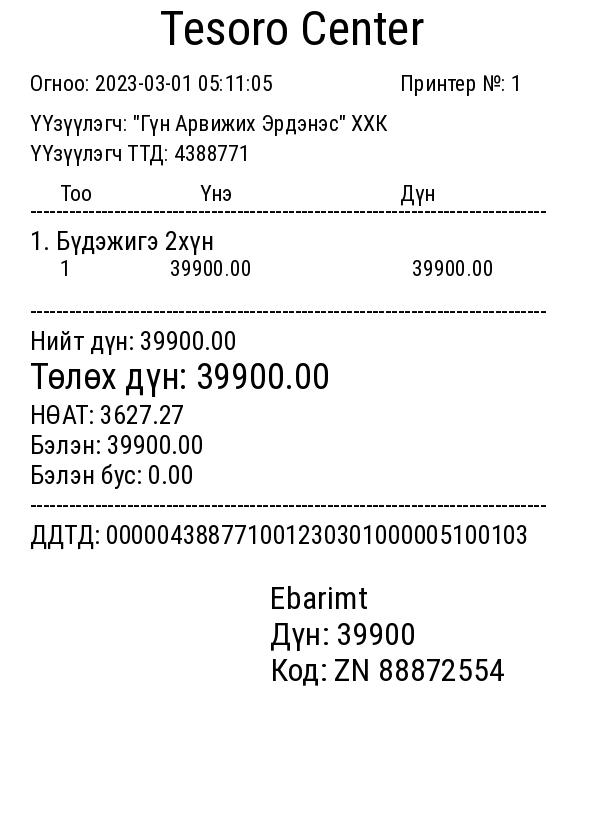 Tesoro Center
Огноо: 2023-03-01 05:11:05 Принтер №: 1
ҮҮзүүлэгч: "Гүн Арвижих Эрдэнэс" ХХК
ҮҮзүүлэгч ТТД: 4388771
Тоо Үнэ Дүн
--------------------------------------------------------------------------------
1. Бүдэжигэ 2хүн
1 39900.00 39900.00
--------------------------------------------------------------------------------
Нийт дүн: 39900.00
Төлөх дүн: 39900.00
НӨАТ: 3627.27
Бэлэн: 39900.00
Бэлэн бус: 0.00
--------------------------------------------------------------------------------
ДДТД: 000004388771001230301000005100103
Ebarimt
Дүн: 39900
Код: ZN 88872554